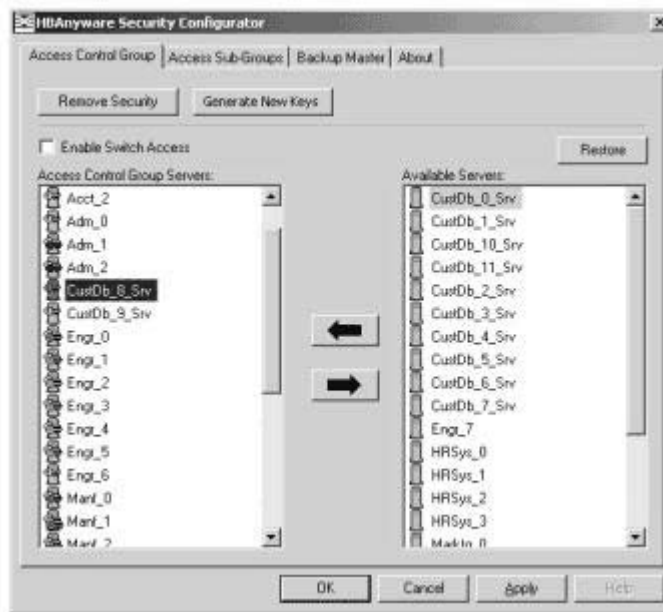 HBAnyware Security Configurator
Access Control Group Access Sub-Groups Backup Master About
Remove Security Generate New Keys
Enable Switch Access Restore
Access Control Group Servers:
Acct_2
Adm_0
Adm_1
Adm_2
CustDb_8_Srv
CustDb_9_Srv
Engr_0
Engr_1
Engr_2
Engr_3
Engr_4
Engr_5
Engr_6
Manf_0
Manf_1
Manf_2
Available Servers:
CustDb_0_Srv
CustDb_1_Srv
CustDb_10_Srv
CustDb_11_Srv
CustDb_2_Srv
CustDb_3_Srv
CustDb_4_Srv
CustDb_5_Srv
CustDb_6_Srv
CustDb_7_Srv
Engr_7
HRSys_0
HRSys_1
HRSys_2
HRSys_3
Marktg_0
OK Cancel Apply Help